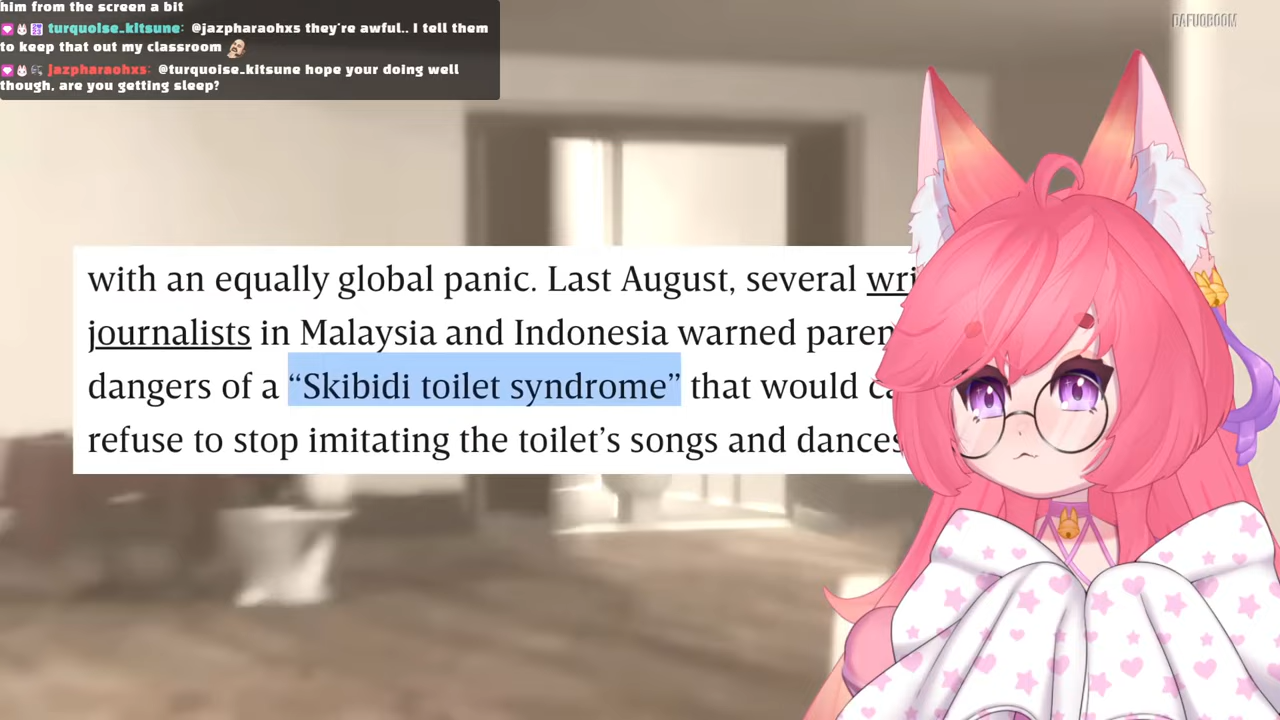 him from the screen a bit
turquoise_kitsune: @jazpharaohxs they're awful.. I tell them
to keep that out my classroom
Jazpharaohxs: @turquoise_kitsune hope your doing well
though, are you getting sleep?
DAFUQBOOM
with an equally global panic. Last August, several wri
journalists in Malaysia and Indonesia warned paren
dangers of a “Skibidi toilet syndrome” that would ca
refuse to stop imitating the toilet’s songs and dances